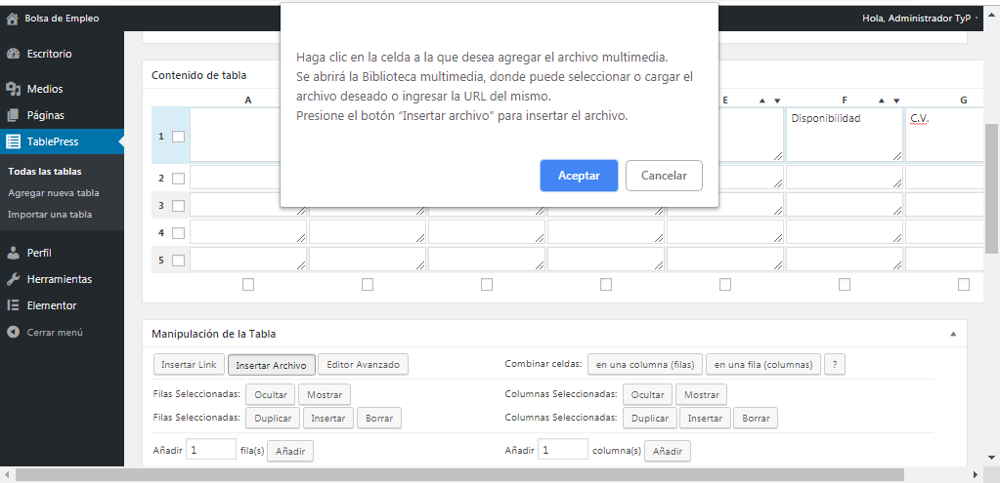 Bolsa de Empleo
Hola, Administrador TyP
Escritorio
Medios
Páginas
TablePress
Todas las tablas
Agregar nueva tabla
Importar una tabla
Perfil
Herramientas
Elementor
Cerrar menú
Haga clic en la celda a la que desea agregar el archivo multimedia.
Se abrirá la Biblioteca multimedia, donde puede seleccionar o cargar el
archivo deseado o ingresar la URL del mismo.
Presione el botón “Insertar archivo” para insertar el archivo.
Aceptar Cancelar
Contenido de tabla
A E F G
1 Disponibilidad C.V.
2
3
4
5
Manipulación de la Tabla
Insertar Link Insertar Archivo Editor Avanzado Combinar celdas: en una columna (filas) en una fila (columnas) ?
Filas Seleccionadas: Ocultar Mostrar Columnas Seleccionadas: Ocultar Mostrar
Filas Seleccionadas: Duplicar Insertar Borrar Columnas Seleccionadas: Duplicar Insertar Borrar
Añadir 1 fila(s) Añadir Añadir 1 columna(s) Añadir